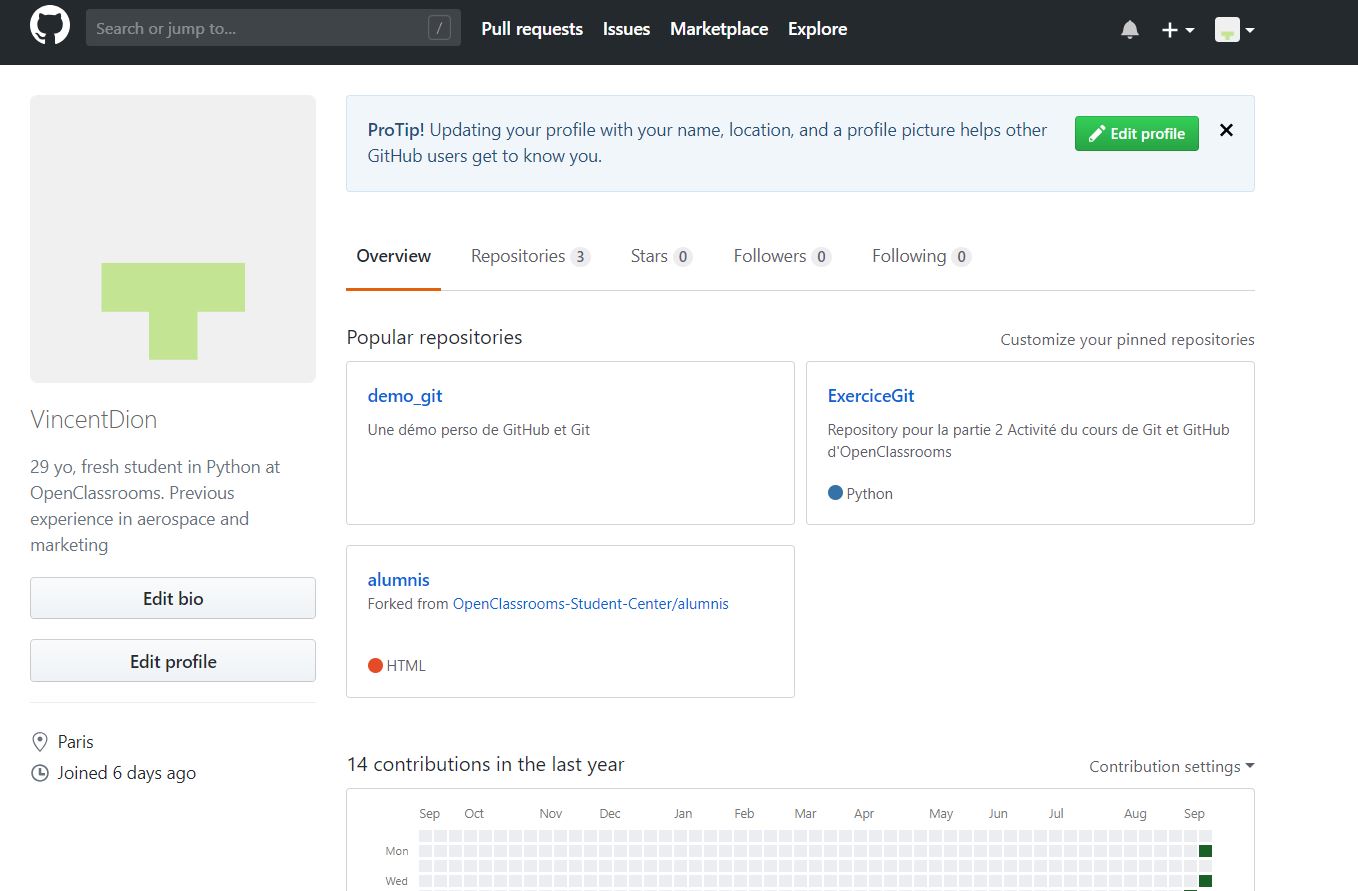 Search or jump to... /
Pull requests Issues Marketplace Explore
ProTip! Updating your profile with your name, location, and a profile picture helps other
GitHub users get to know you.
Edit profile
Overview Repositories 3 Stars 0 Followers 0 Following 0
Popular repositories
Customize your pinned repositories
demo_git
Une démo perso de GitHub et Git
ExerciceGit
Repository pour la partie 2 Activité du cours de Git et GitHub
d'OpenClassrooms
Python
alumnis
Forked from OpenClassrooms-Student-Center/alumnis
HTML
VincentDion
29 yo, fresh student in Python at
OpenClassrooms. Previous
experience in aerospace and
marketing
Edit bio
Edit profile
Paris
Joined 6 days ago
14 contributions in the last year
Contribution settings
Sep Oct Nov Dec Jan Feb Mar Apr May Jun Jul Aug Sep
Mon
Wed